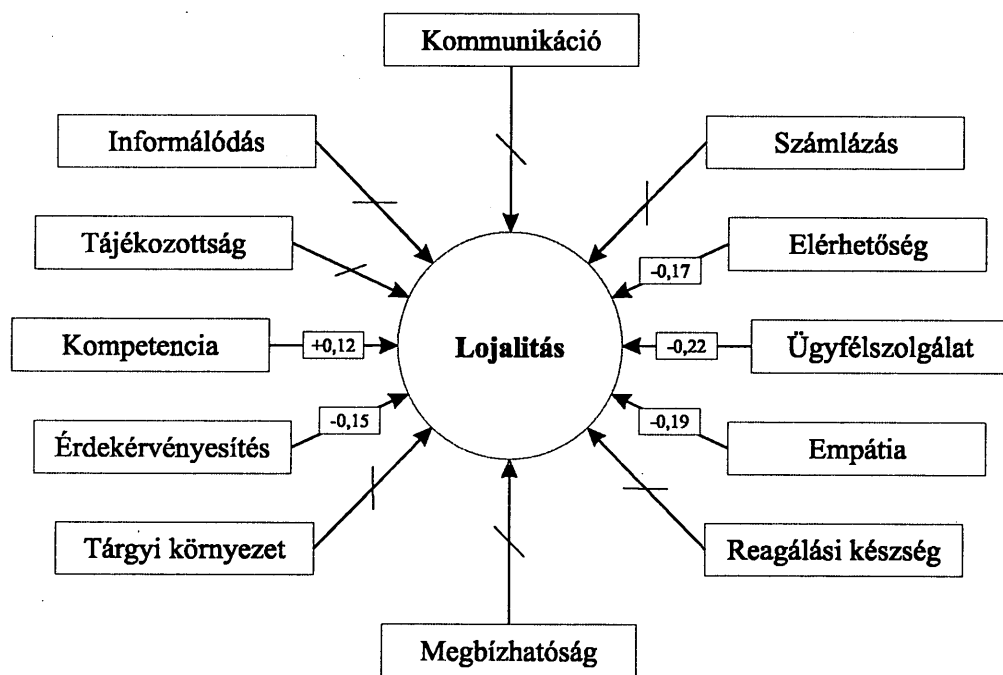 Kommunikáció
Informálódás
Számlázás
Tájékozottság
Elérhetőség
-0,17
Kompetencia
+0,12
Lojalitás
-0,22
Ügyfélszolgálat
Érdekérvényesítés
-0,15
-0,19
Empátia
Tárgyi környezet
Reagálási készség
Megbízhatóság